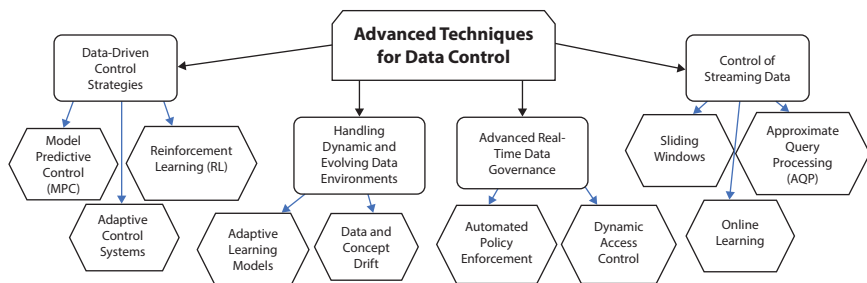 Advanced Techniques
for Data Control
Data-Driven
Control
Strategies
Control of
Streaming Data
Model
Predictive
Control (MPC)
Reinforcement
Learning (RL)
Adaptive
Control
Systems
Handling
Dynamic and
Evolving Data
Environments
Adaptive
Learning
Models
Data and
Concept
Drift
Advanced Real-
Time Data
Governance
Automated
Policy
Enforcement
Dynamic
Access
Control
Sliding
Windows
Approximate
Query
Processing
(AQP)
Online
Learning